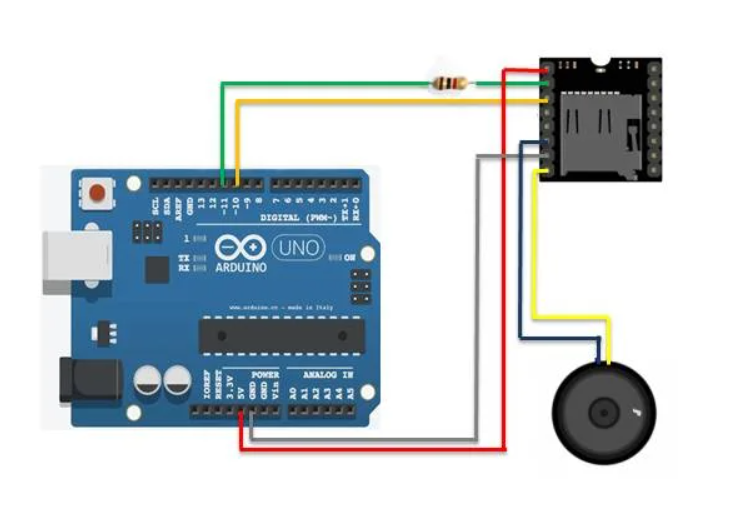 SCL
SDA
AREF
GND
13
12
~11
~10
~9
8
7
~6
~5
4
~3
2
TX→1
RX←0
DIGITAL (PWM~)
1
TX
RX
UNO
ARDUINO
ON
www.arduino.cc - made in Italy
POWER
ANALOG IN
IOREF
RESET
3.3V
5V
GND
GND
Vin
A0
A1
A2
A3
A4
A5